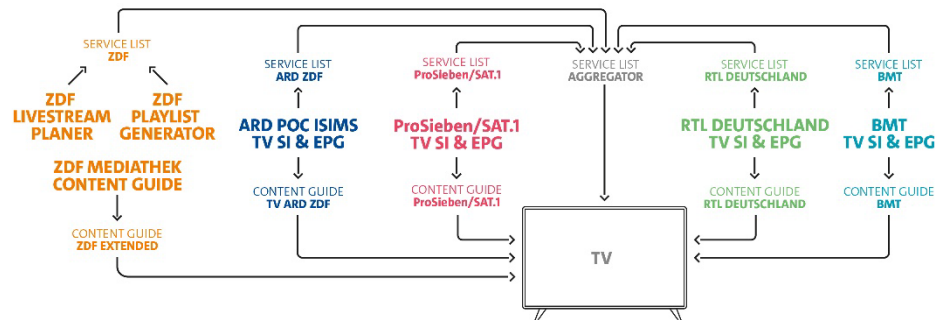 SERVICE LIST
ZDF
ZDF
LIVESTREAM
PLANER
ZDF
PLAYLIST
GENERATOR
ZDF MEDIATHEK
CONTENT GUIDE
CONTENT GUIDE
ZDF EXTENDED
SERVICE LIST
ARD ZDF
ARD POC ISIMS
TV SI & EPG
CONTENT GUIDE
TV ARD ZDF
SERVICE LIST
ProSieben/SAT.1
ProSieben/SAT.1
TV SI & EPG
CONTENT GUIDE
ProSieben/SAT.1
SERVICE LIST
AGGREGATOR
TV
SERVICE LIST
RTL DEUTSCHLAND
RTL DEUTSCHLAND
TV SI & EPG
CONTENT GUIDE
RTL DEUTSCHLAND
SERVICE LIST
BMT
BMT
TV SI & EPG
CONTENT GUIDE
BMT